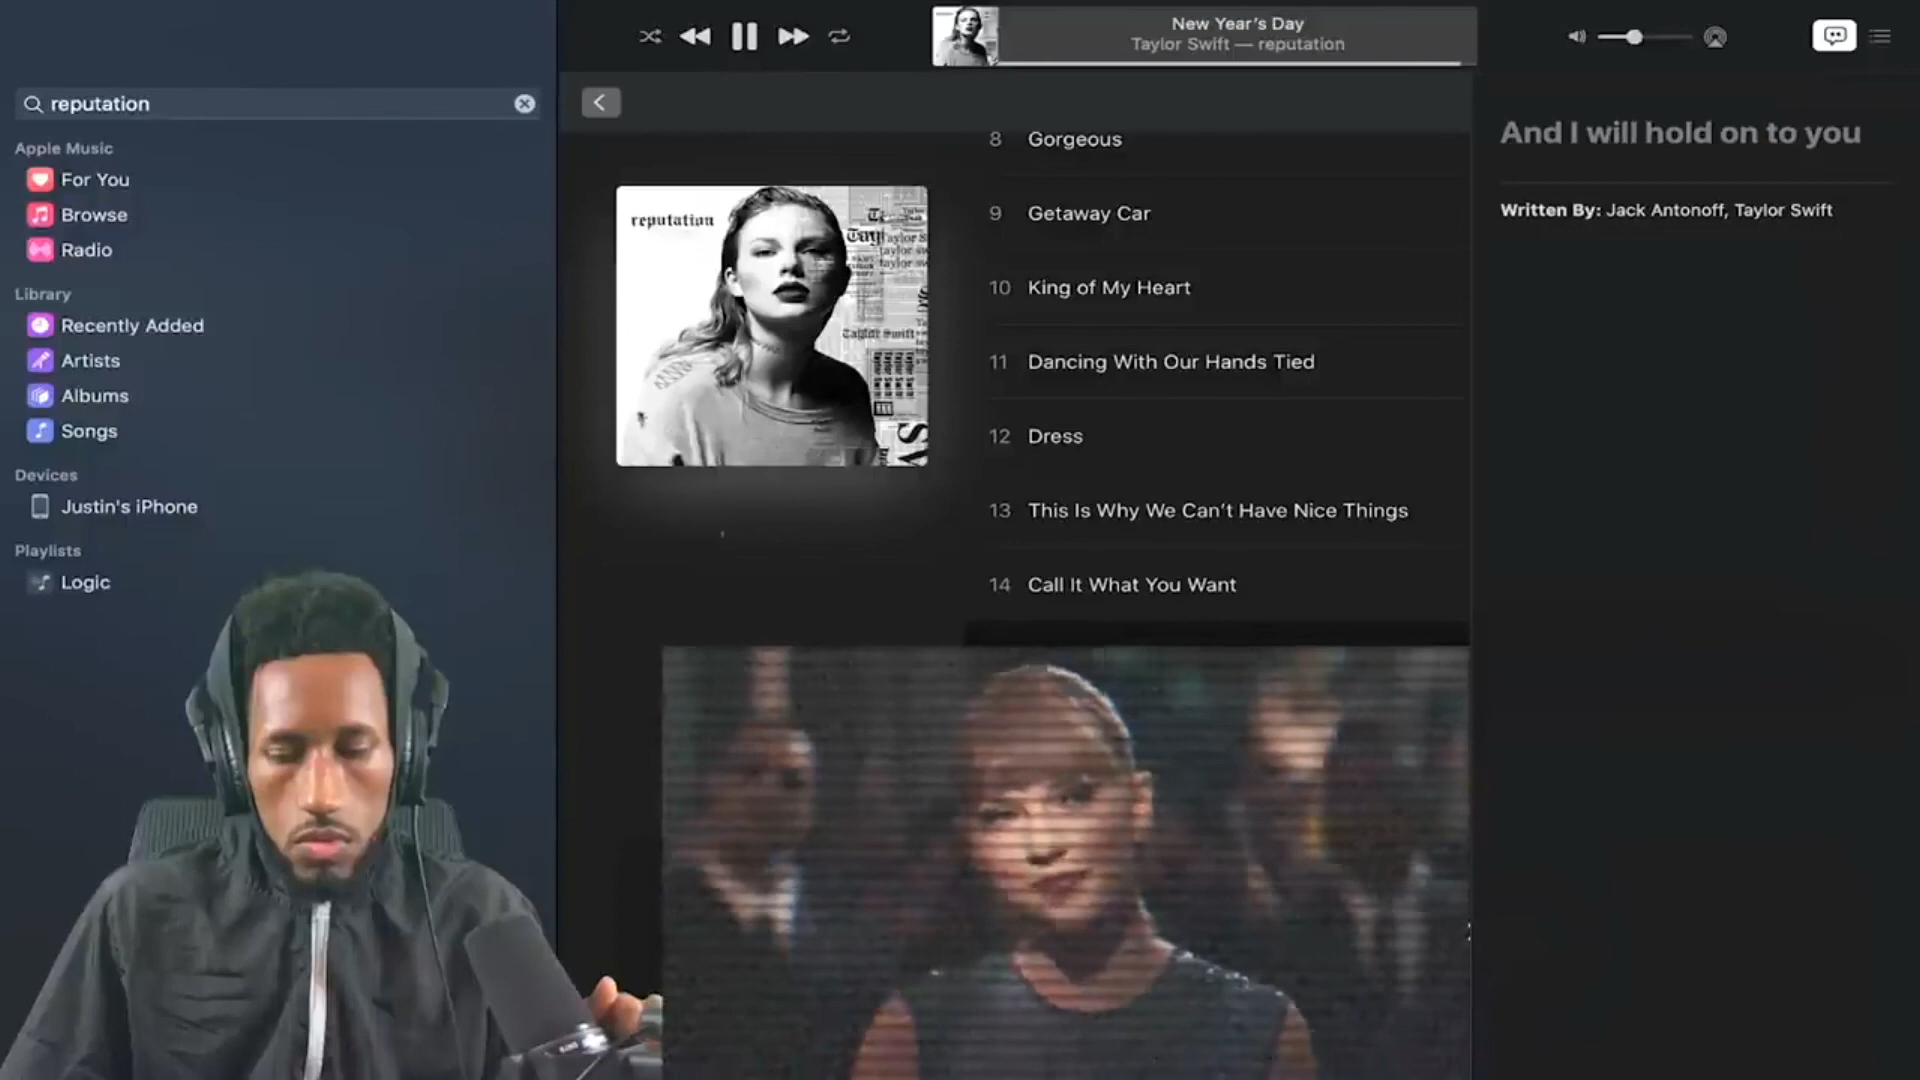 New Year's Day
Taylor Swift — reputation
reputation
Apple Music
For You
Browse
Radio
Library
Recently Added
Artists
Albums
Songs
Devices
Justin's iPhone
Playlists
Logic
reputation
Taylor Swift
8 Gorgeous
9 Getaway Car
10 King of My Heart
11 Dancing With Our Hands Tied
12 Dress
13 This Is Why We Can't Have Nice Things
14 Call It What You Want
And I will hold on to you
Written By: Jack Antonoff, Taylor Swift